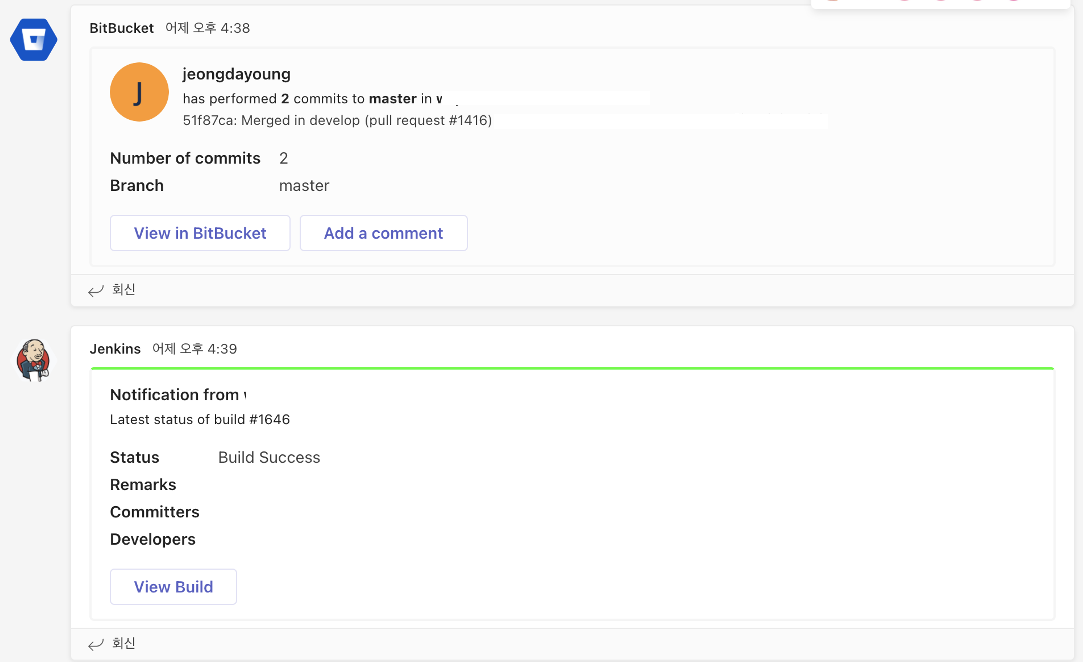 BitBucket 어제 오후 4:38
J
jeongdayoung
has performed 2 commits to master in
51f87ca: Merged in develop (pull request #1416)
Number of commits 2
Branch master
View in BitBucket Add a comment
회신
Jenkins 어제 오후 4:39
Notification from
Latest status of build #1646
Status Build Success
Remarks
Committers
Developers
View Build
회신